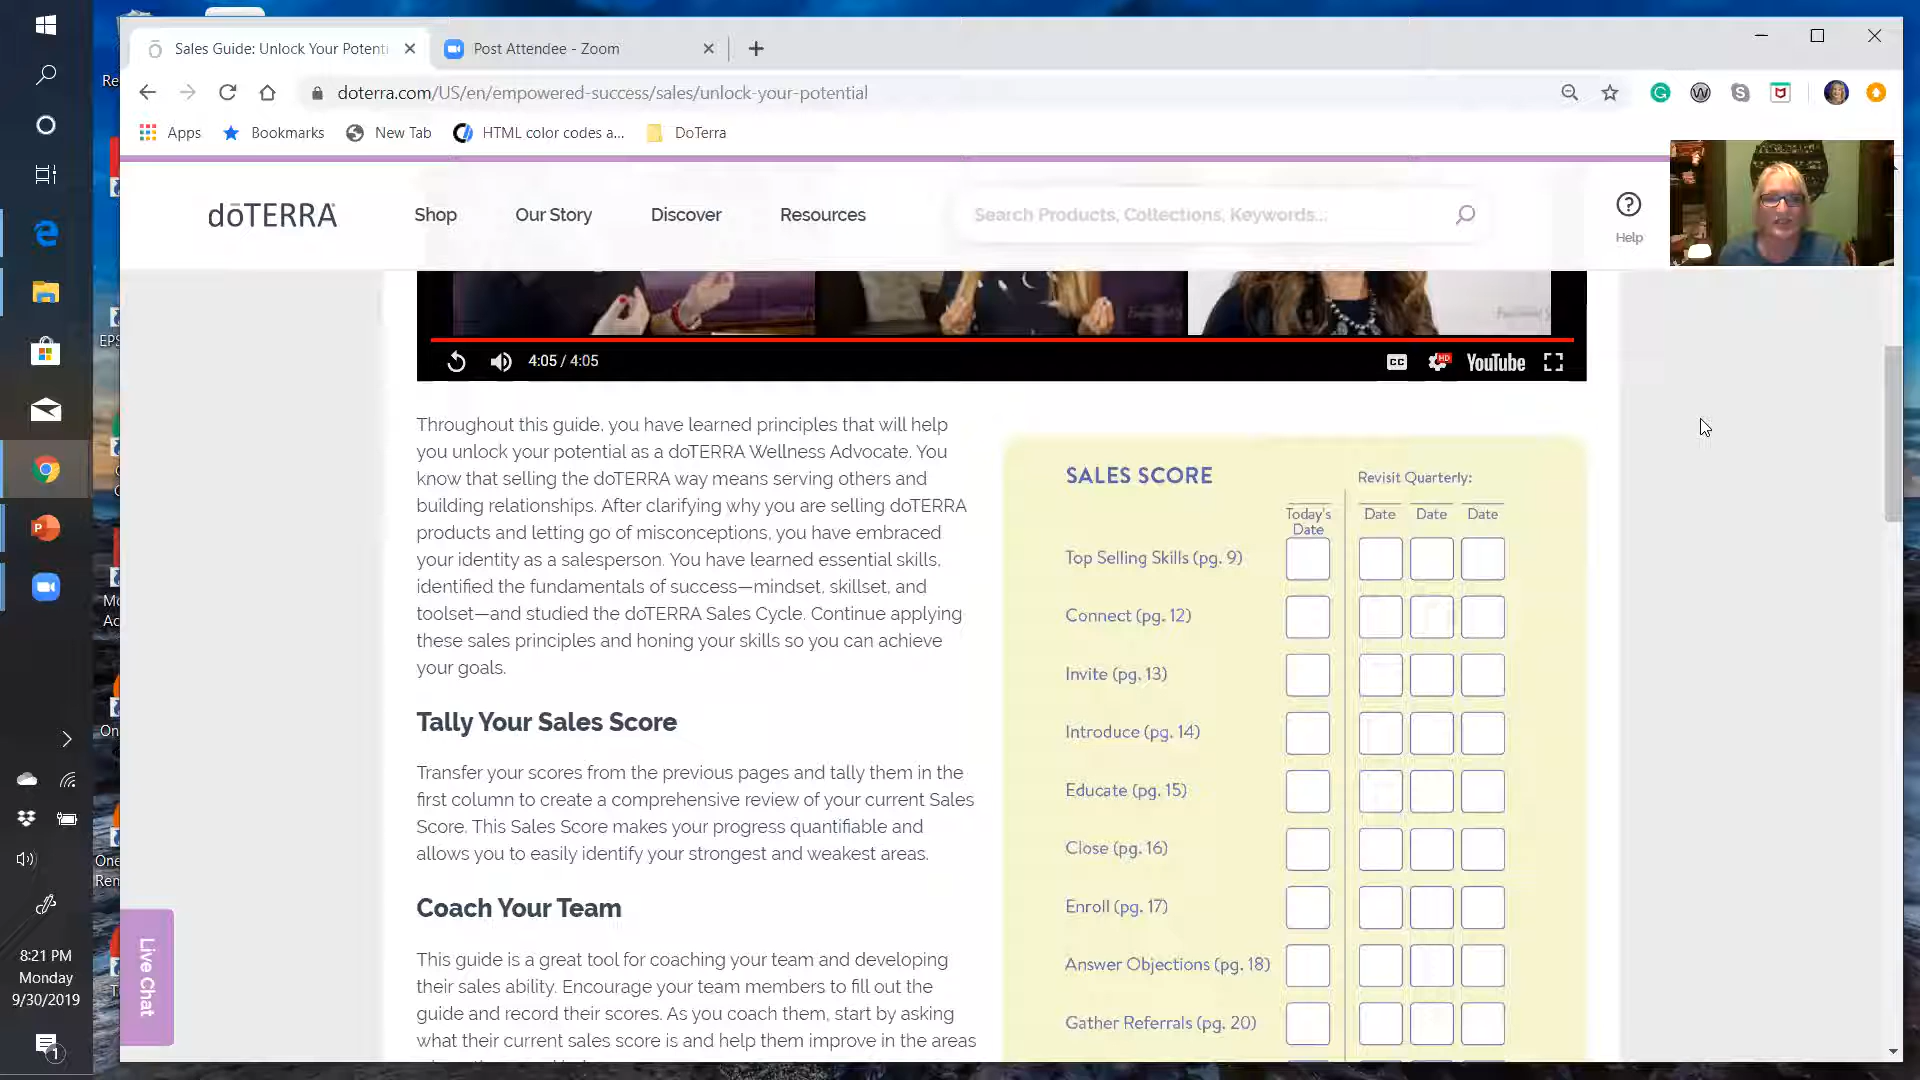 Sales Guide: Unlock Your Potenti
Post Attendee - Zoom
doterra.com/US/en/empowered-success/sales/unlock-your-potential
Apps
Bookmarks
New Tab
HTML color codes a...
DoTerra
dōTERRA
Shop
Our Story
Discover
Resources
Search Products, Collections, Keywords...
Help
4:05 / 4:05
CC
HD
YouTube
Throughout this guide, you have learned principles that will help
you unlock your potential as a doTERRA Wellness Advocate. You
know that selling the doTERRA way means serving others and
building relationships. After clarifying why you are selling doTERRA
products and letting go of misconceptions, you have embraced
your identity as a salesperson. You have learned essential skills,
identified the fundamentals of success—mindset, skillset, and
toolset—and studied the doTERRA Sales Cycle. Continue applying
these sales principles and honing your skills so you can achieve
your goals.
Tally Your Sales Score
Transfer your scores from the previous pages and tally them in the
first column to create a comprehensive review of your current Sales
Score. This Sales Score makes your progress quantifiable and
allows you to easily identify your strongest and weakest areas.
Coach Your Team
This guide is a great tool for coaching your team and developing
their sales ability. Encourage your team members to fill out the
guide and record their scores. As you coach them, start by asking
what their current sales score is and help them improve in the areas
SALES SCORE
Revisit Quarterly:
Today's
Date
Date
Date
Date
Top Selling Skills (pg. 9)
Connect (pg. 12)
Invite (pg. 13)
Introduce (pg. 14)
Educate (pg. 15)
Close (pg. 16)
Enroll (pg. 17)
Answer Objections (pg. 18)
Gather Referrals (pg. 20)
Live Chat
8:21 PM
Monday
9/30/2019
1
Re
EPS
On
One
Ren